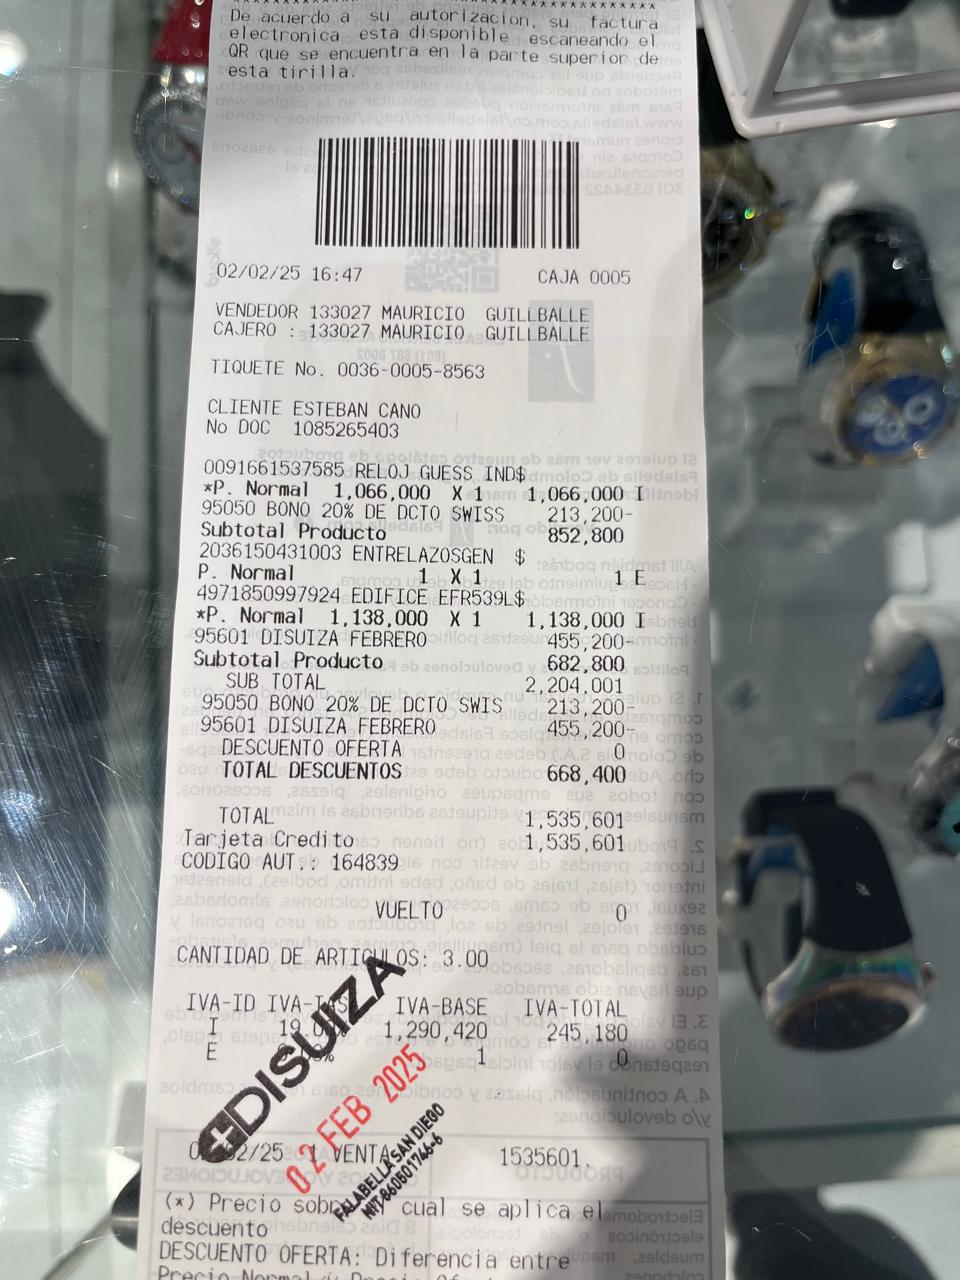 De acuerdo a su autorizacion, su factura
electronica esta disponible escaneando el
QR que se encuentra en la parte superior de
esta tirilla.
02/02/25 16:47 CAJA 0005
VENDEDOR 133027 MAURICIO GUILLBALLE
CAJERO : 133027 MAURICIO GUILLBALLE
TIQUETE No. 0036-0005-8563
CLIENTE ESTEBAN CANO
No DOC 1085265403
0091661537585 RELOJ GUESS IND$
*P. Normal 1,066,000 X 1 1,066,000 I
95050 BONO 20% DE DCTO SWISS 213,200-
Subtotal Producto 852,800
2036150431003 ENTRELAZOSGEN $
P. Normal 1 X 1 1 E
4971850997924 EDIFICE EFR539L$
*P. Normal 1,138,000 X 1 1,138,000 I
95601 DISUIZA FEBRERO 455,200-
Subtotal Producto 682,800
SUB TOTAL 2,204,001
95050 BONO 20% DE DCTO SWIS 213,200-
95601 DISUIZA FEBRERO 455,200-
DESCUENTO OFERTA 0
TOTAL DESCUENTOS 668,400
TOTAL 1,535,601
Tarjeta Credito 1,535,601
CODIGO AUT.: 164839
VUELTO 0
CANTIDAD DE ARTICULOS: 3.00
IVA-ID IVA-BASE IVA-TOTAL
I 1,290,420 245,180
E 1 0
DISUIZA
02 FEB 2025
FALABELLA SAN DIEGO
NIT.860501746-6
1 VENTA 1535601.
(*) Precio cual se aplica el
descuento
DESCUENTO OFERTA: Diferencia entre
Precio Normal